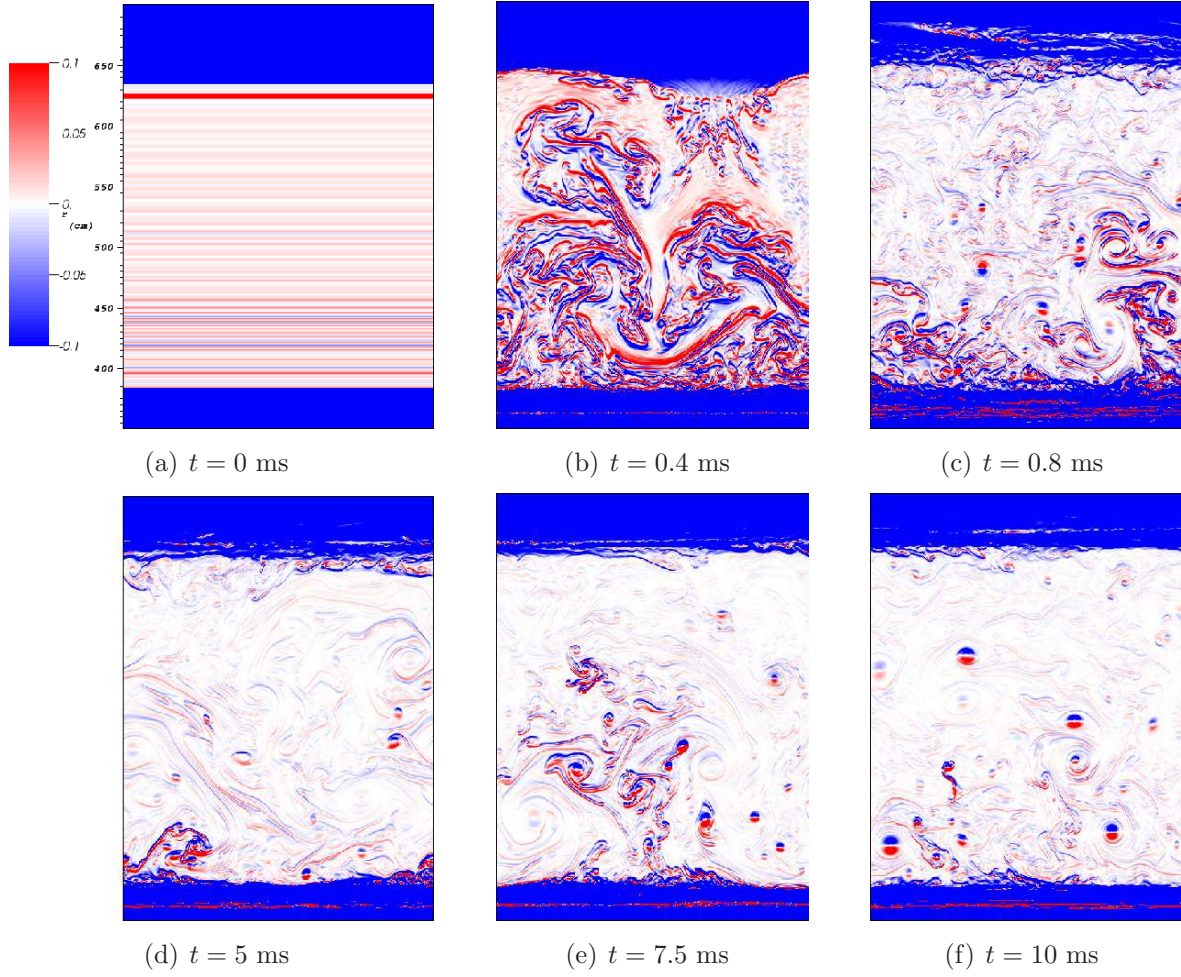 0.1
0.05
0.
-0.05
-0.1
r
(cm)
650
600
550
500
450
400
(a) t = 0 ms
(b) t = 0.4 ms
(c) t = 0.8 ms
(d) t = 5 ms
(e) t = 7.5 ms
(f) t = 10 ms